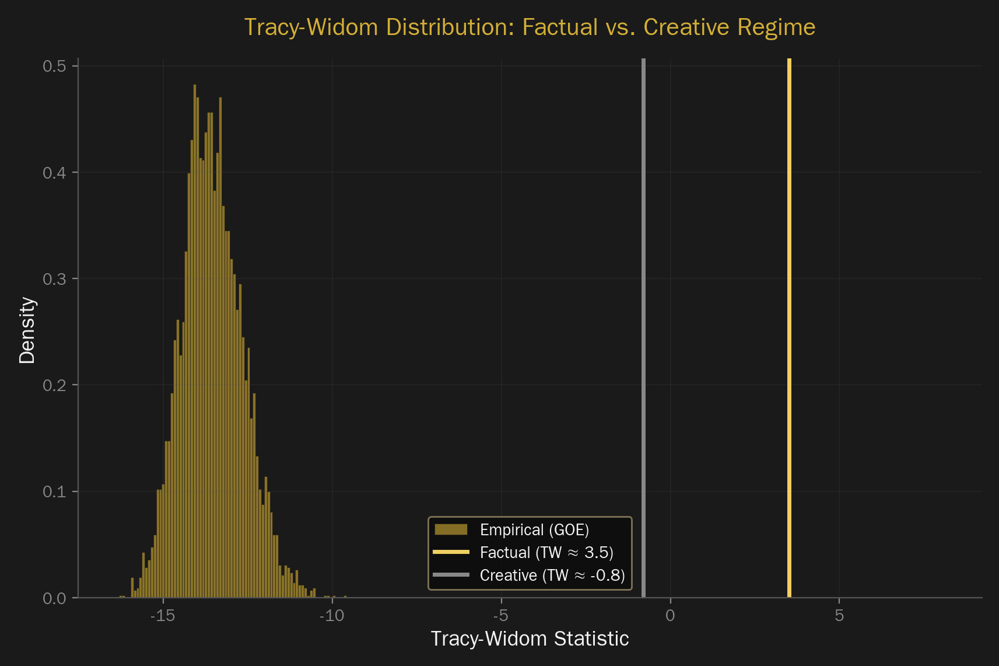 Tracy-Widom Distribution: Factual vs. Creative Regime
0.5
0.4
0.3
0.2
0.1
0.0
Density
Empirical (GOE)
Factual (TW ≈ 3.5)
Creative (TW ≈ -0.8)
-15
-10
-5
0
5
Tracy-Widom Statistic